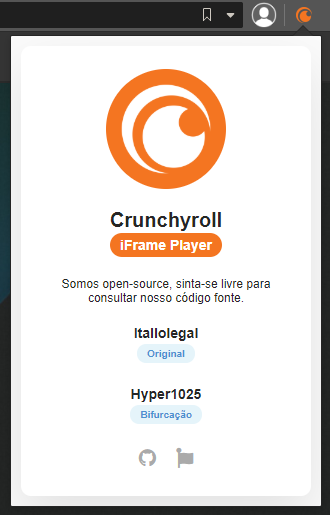 Crunchyroll
iFrame Player
Somos open-source, sinta-se livre para
consultar nosso código fonte.
Itallolegal
Original
Hyper1025
Bifurcação